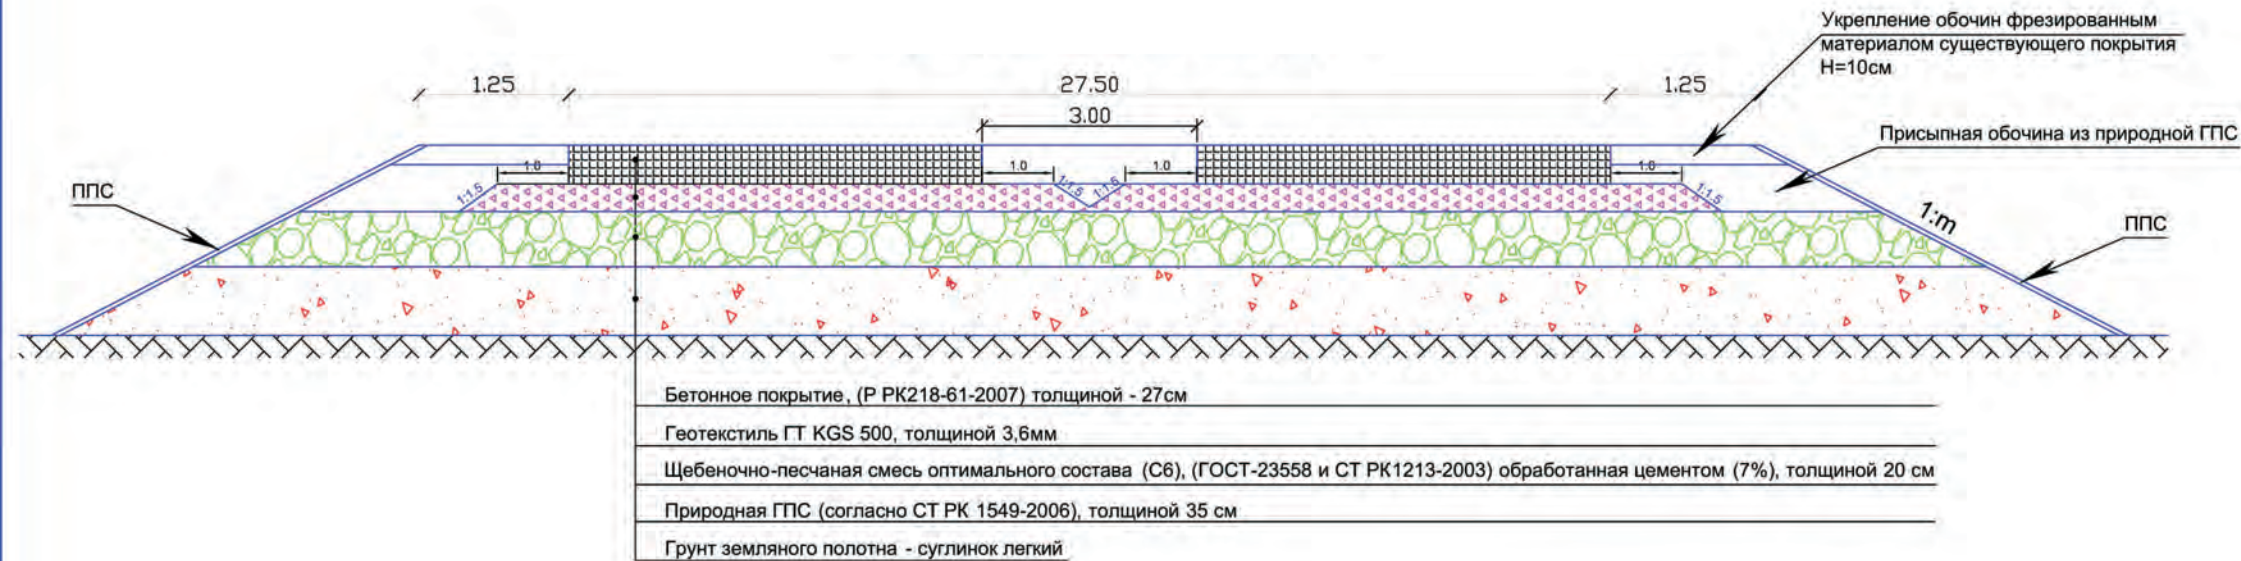 Укрепление обочин фрезированным
материалом существующего покрытия
Н=10см
1.25
27.50
1.25
3.00
Присыпная обочина из природной ГПС
1.0
1.0
1.0
1.0
ППС
1:1.5
1:1.5
1:1.5
1:1.5
1:m
ППС
Бетонное покрытие, (Р РК218-61-2007) толщиной - 27см
Геотекстиль ГТ KGS 500, толщиной 3,6мм
Щебеночно-песчаная смесь оптимального состава (С6), (ГОСТ-23558 и СТ РК1213-2003) обработанная цементом (7%), толщиной 20 см
Природная ГПС (согласно СТ РК 1549-2006), толщиной 35 см
Грунт земляного полотна - суглинок легкий